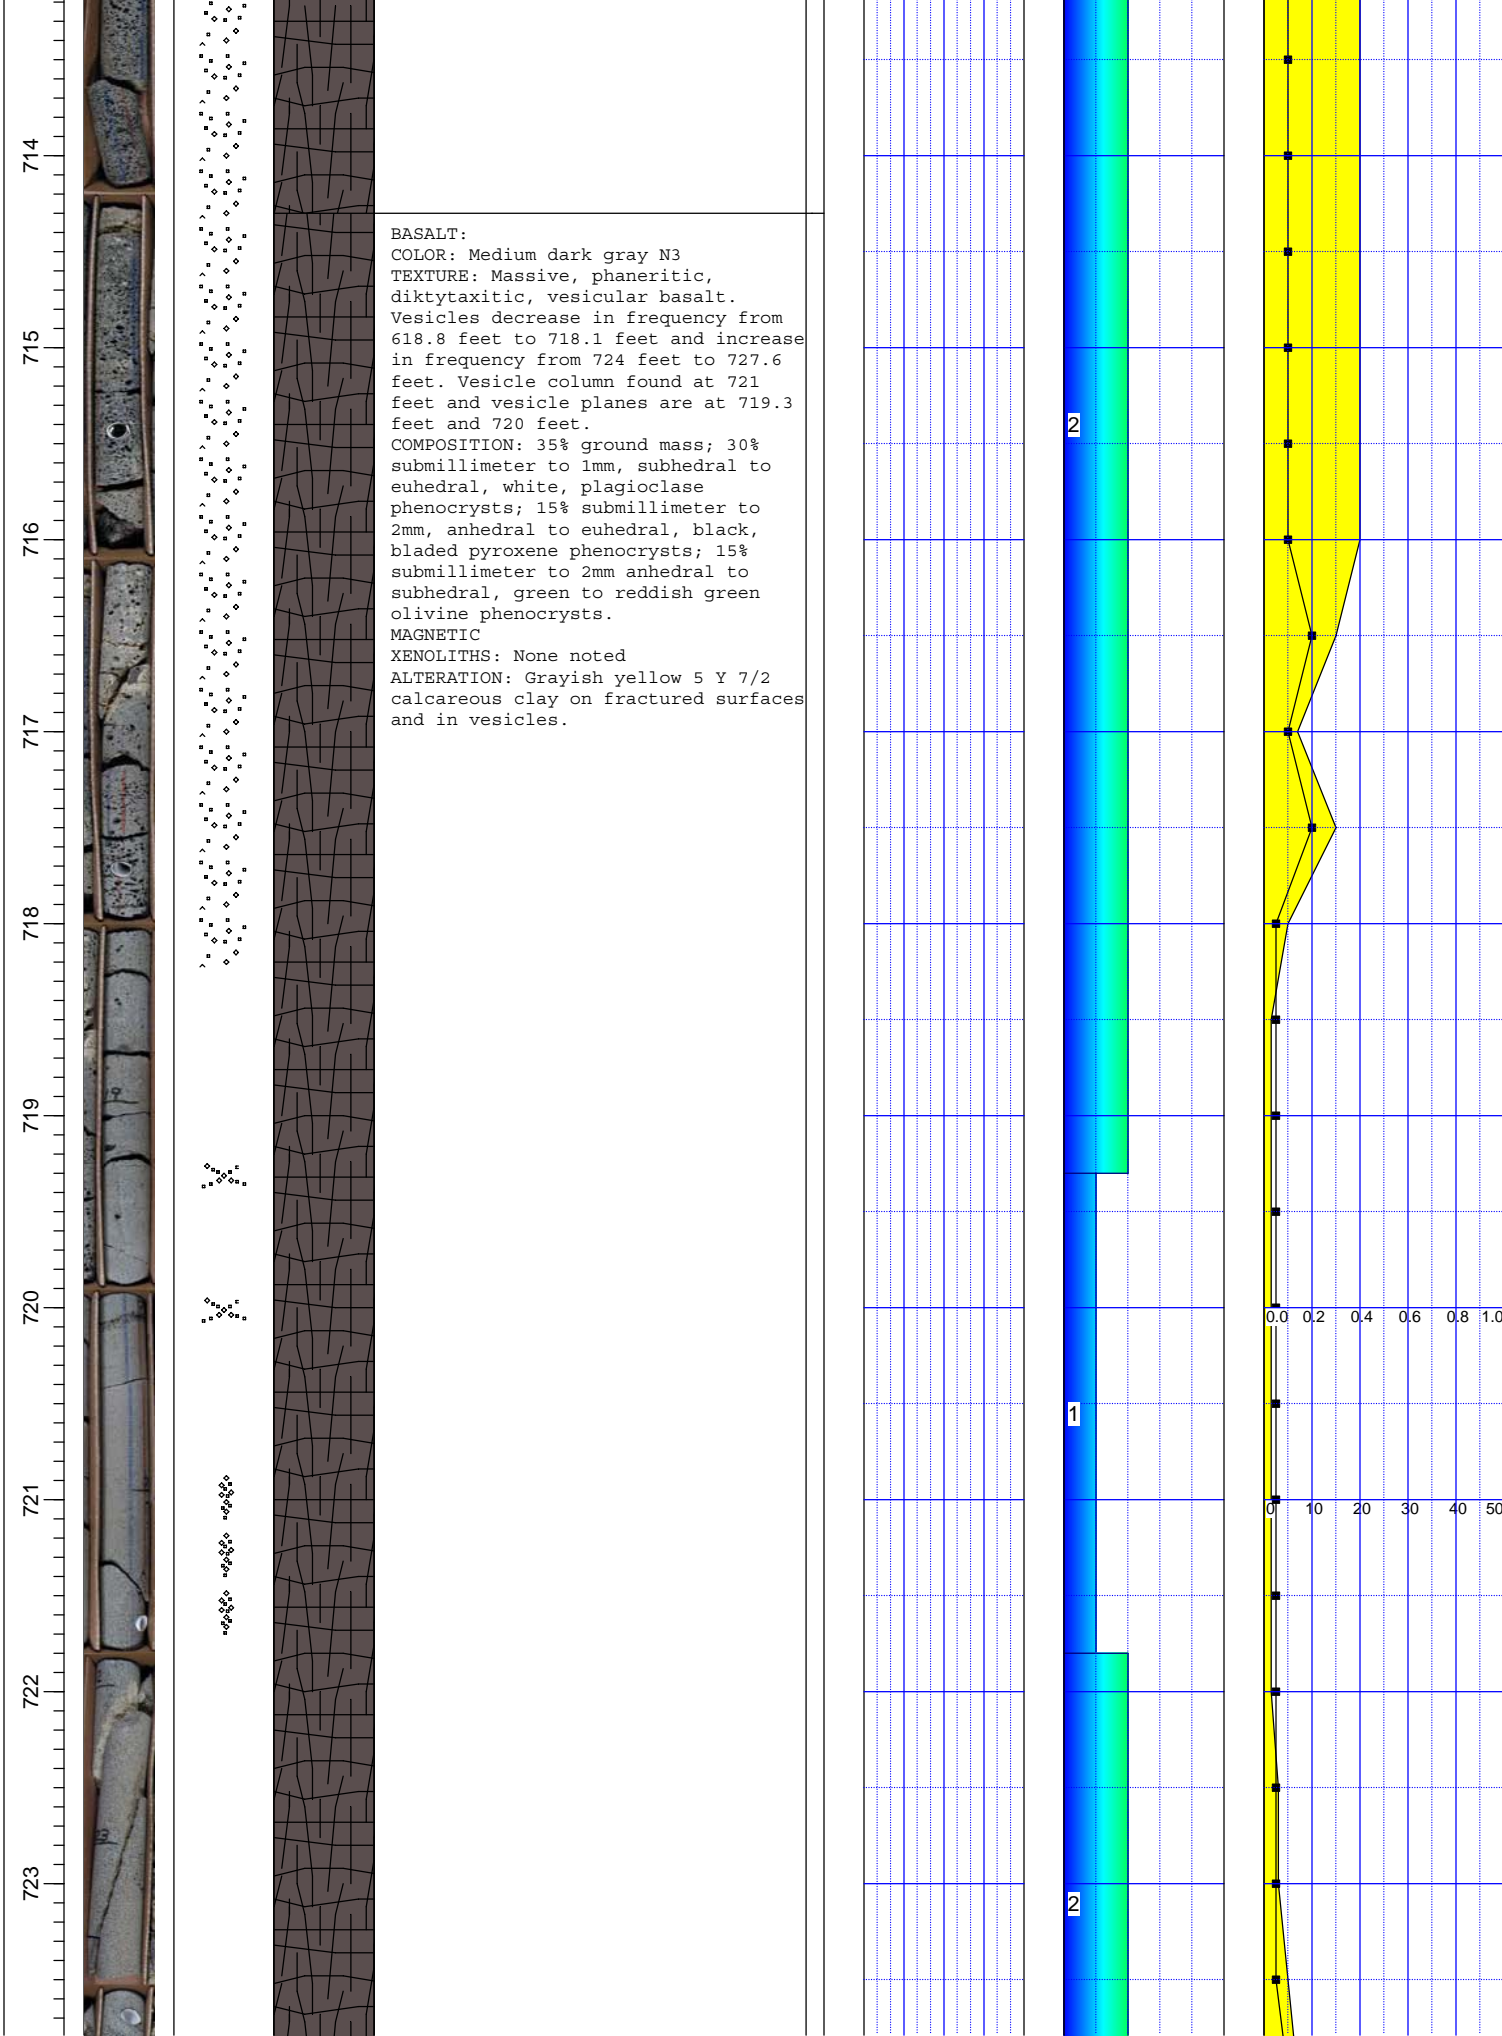 714
BASALT:
COLOR: Medium dark gray N3
TEXTURE: Massive, phaneritic,
diktytaxitic, vesicular basalt.
Vesicles decrease in frequency from
618.8 feet to 718.1 feet and increase
in frequency from 724 feet to 727.6
feet. Vesicle column found at 721
feet and vesicle planes are at 719.3
feet and 720 feet.
COMPOSITION: 35% ground mass; 30%
submillimeter to 1mm, subhedral to
euhedral, white, plagioclase
phenocrysts; 15% submillimeter to
2mm, anhedral to euhedral, black,
bladed pyroxene phenocrysts; 15%
submillimeter to 2mm anhedral to
subhedral, green to reddish green
olivine phenocrysts.
MAGNETIC
XENOLITHS: None noted
ALTERATION: Grayish yellow 5 Y 7/2
calcareous clay on fractured surfaces
and in vesicles.
715
2
716
717
718
719
720
0.0 0.2 0.4 0.6 0.8 1.0
1
721
0 10 20 30 40 50
722
723
2